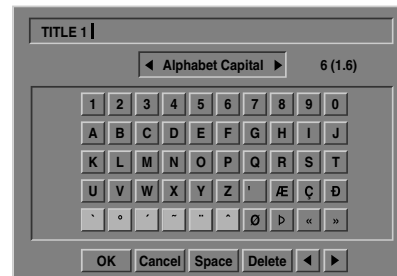 TITLE 1
◀ Alphabet Capital ▶ 6 (1.6)
1 2 3 4 5 6 7 8 9 0
A B C D E F G H I J
K L M N O P Q R S T
U V W X Y Z ' Æ Ç Ð
` ° ´ ~ ¨ ^ Ø Þ « »
OK Cancel Space Delete ◀ ▶